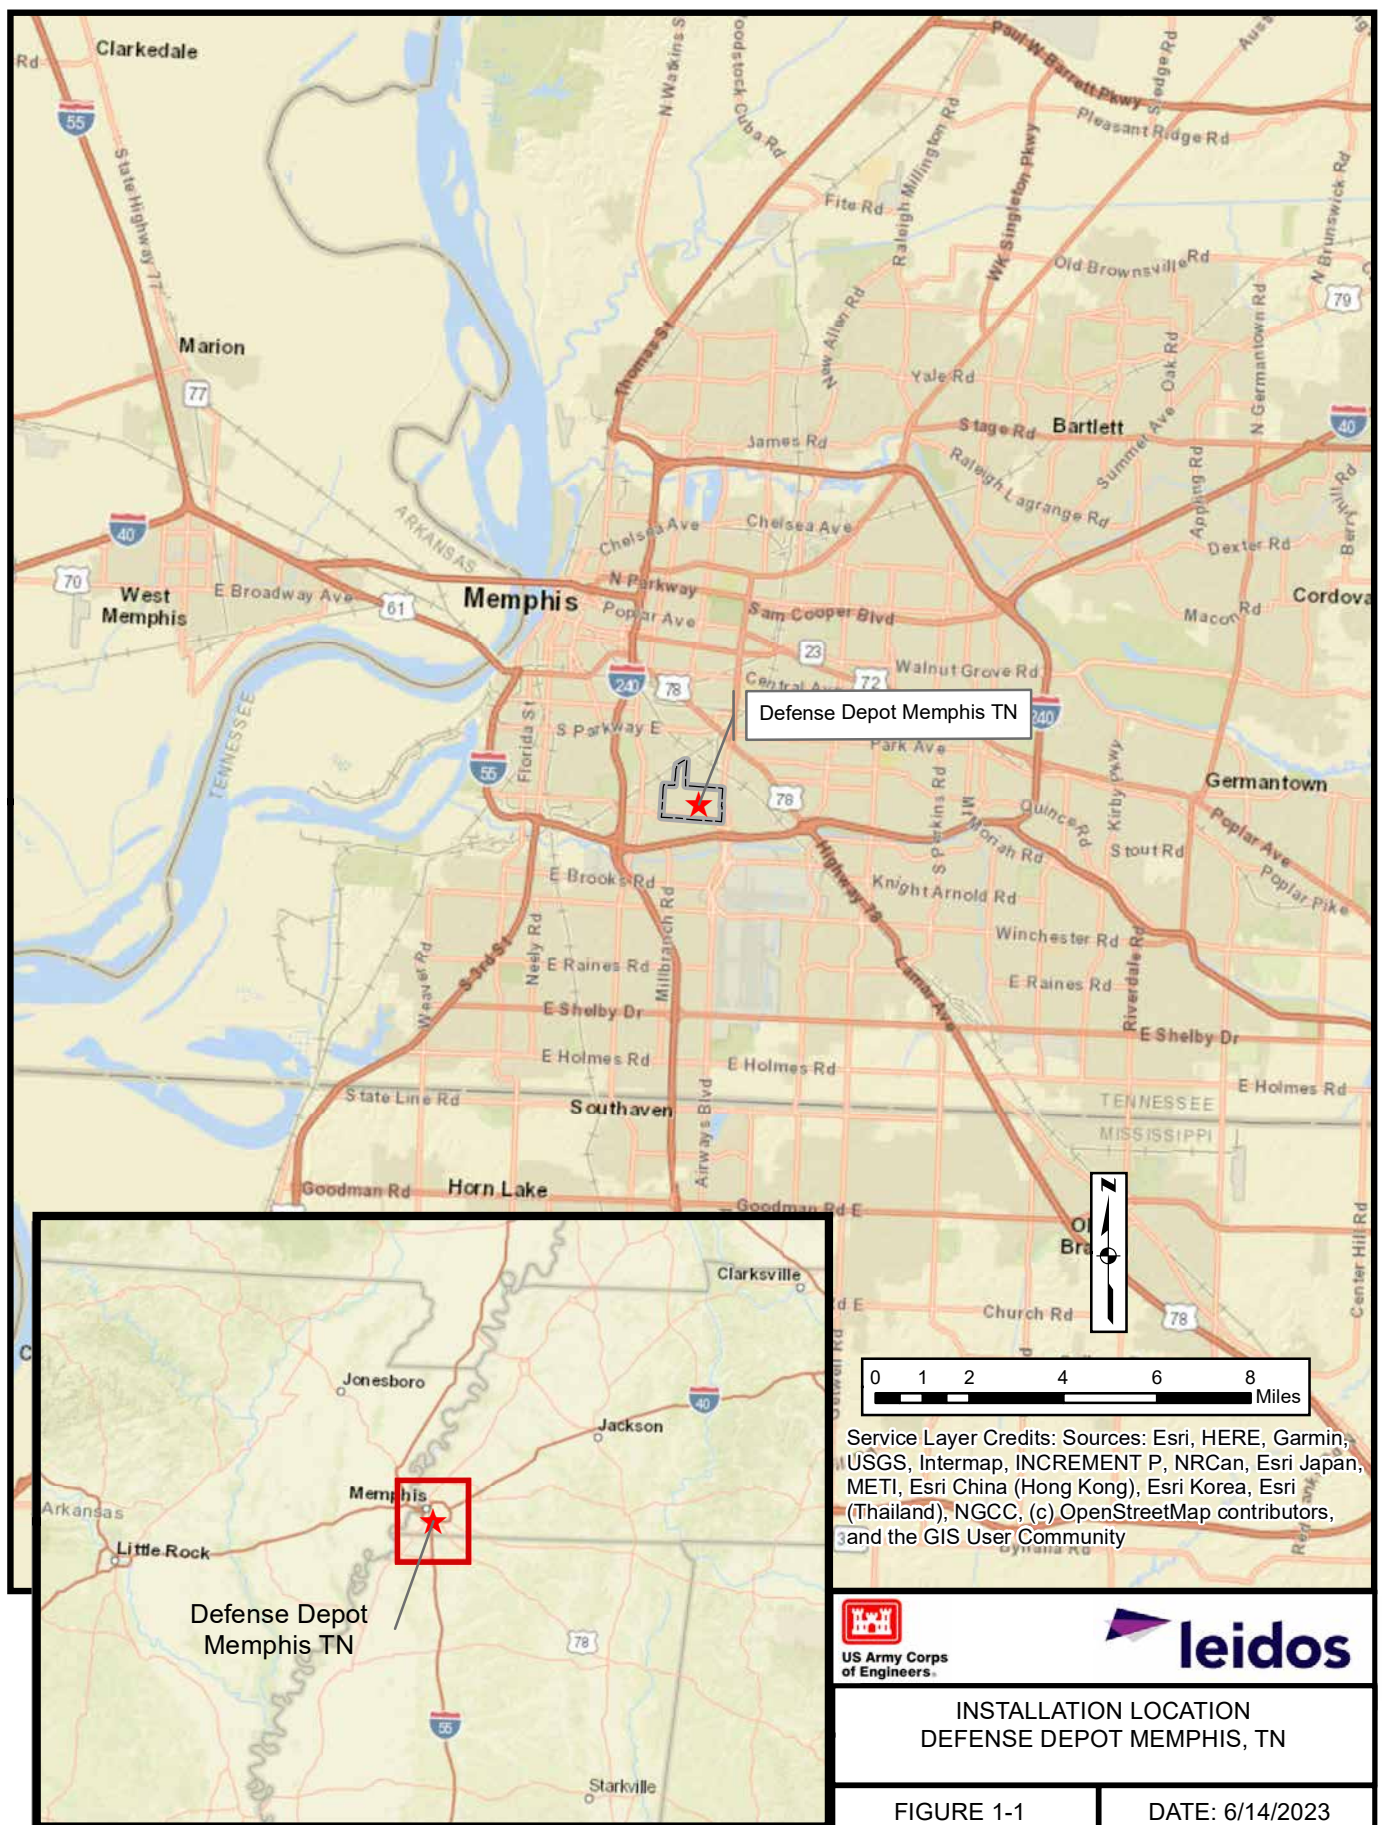 Clarkedale
Rd
55
State Highway 77
Marion
77
40
70
West
Memphis
E Broadway Ave
61
ARKANSAS
TENNESSEE
Memphis
N Watkins S
oodstock Cuba Rd
Paul W Barrett Pkwy
Pleasant Ridge Rd
Fite Rd
Raleigh Millington Rd
WK Singleton Pkwy
Old Brownsville Rd
N Brunswick Rd
79
Thomas St
New Allen Rd
Yale Rd
Oak Rd
N Germantown Rd
James Rd
Stage Rd
Bartlett
40
Summer Ave
Raleigh Lagrange Rd
Appling Rd
Chelsea Ave
Chelsea Ave
Dexter Rd
N Parkway
Poplar Ave
Sam Cooper Blvd
Macon Rd
Cordova
23
Walnut Grove Rd
240
78
72
Defense Depot Memphis TN
240
Florida St
S Parkway E
Park Ave
55
78
S Perkins Rd
Mt Moriah Rd
Quince Rd
Kirby Pkwy
Germantown
Poplar Ave
Stout Rd
Poplar Pike
E Brooks Rd
Highway 78
Knight Arnold Rd
Millbranch Rd
Winchester Rd
Weaver Rd
S 3rd St
Neely Rd
E Raines Rd
Lamar Ave
E Raines Rd
Riverdale Rd
E Shelby Dr
E Shelby Dr
E Holmes Rd
E Holmes Rd
E Holmes Rd
State Line Rd
Southaven
Airways Blvd
TENNESSEE
MISSISSIPPI
Goodman Rd
Horn Lake
Goodman Rd E
Center Hill Rd
Church Rd
78
0 1 2 4 6 8
Miles
Service Layer Credits: Sources: Esri, HERE, Garmin,
USGS, Intermap, INCREMENT P, NRCan, Esri Japan,
METI, Esri China (Hong Kong), Esri Korea, Esri
(Thailand), NGCC, (c) OpenStreetMap contributors,
and the GIS User Community
Clarksville
Jonesboro
40
Jackson
Memphis
Arkansas
Little Rock
Defense Depot
Memphis TN
78
55
Starkville
US Army Corps
of Engineers®
leidos
INSTALLATION LOCATION
DEFENSE DEPOT MEMPHIS, TN
FIGURE 1-1
DATE: 6/14/2023